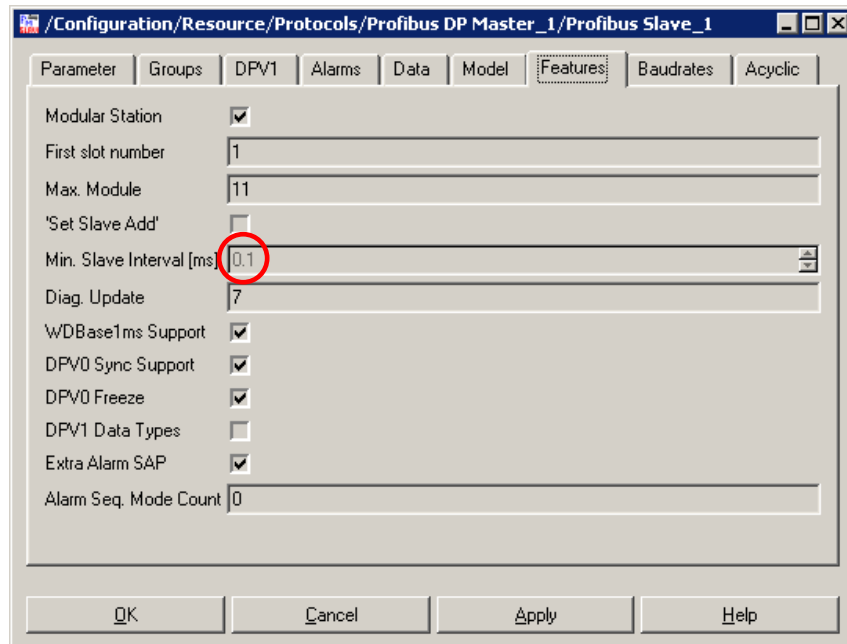 /Configuration/Resource/Protocols/Profibus DP Master_1/Profibus Slave_1
Parameter Groups DPV1 Alarms Data Model Features Baudrates Acyclic
Modular Station
First slot number 1
Max. Module 11
'Set Slave Add'
Min. Slave Interval [ms] 0.1
Diag. Update 7
WDBase1ms Support
DPV0 Sync Support
DPV0 Freeze
DPV1 Data Types
Extra Alarm SAP
Alarm Seq. Mode Count 0
OK Cancel Apply Help